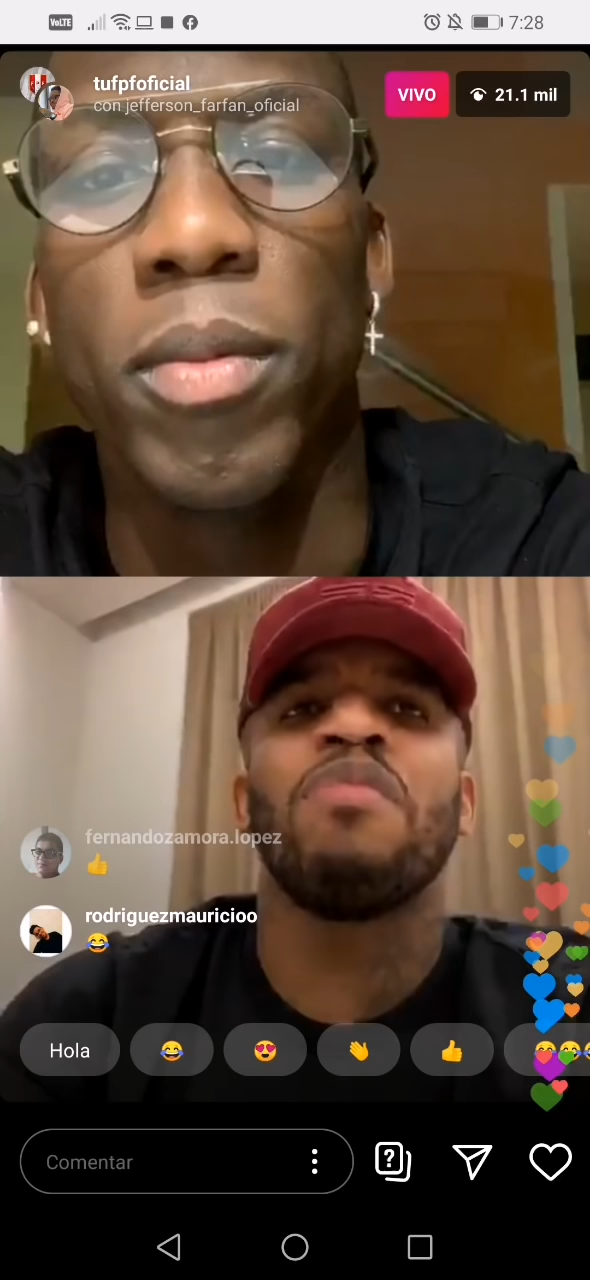 VoLTE
7:28
tufpfoficial
con jefferson_farfan_oficial
VIVO
21.1 mil
fernandozamora.lopez
rodriguezmauricioo
Hola
Comentar